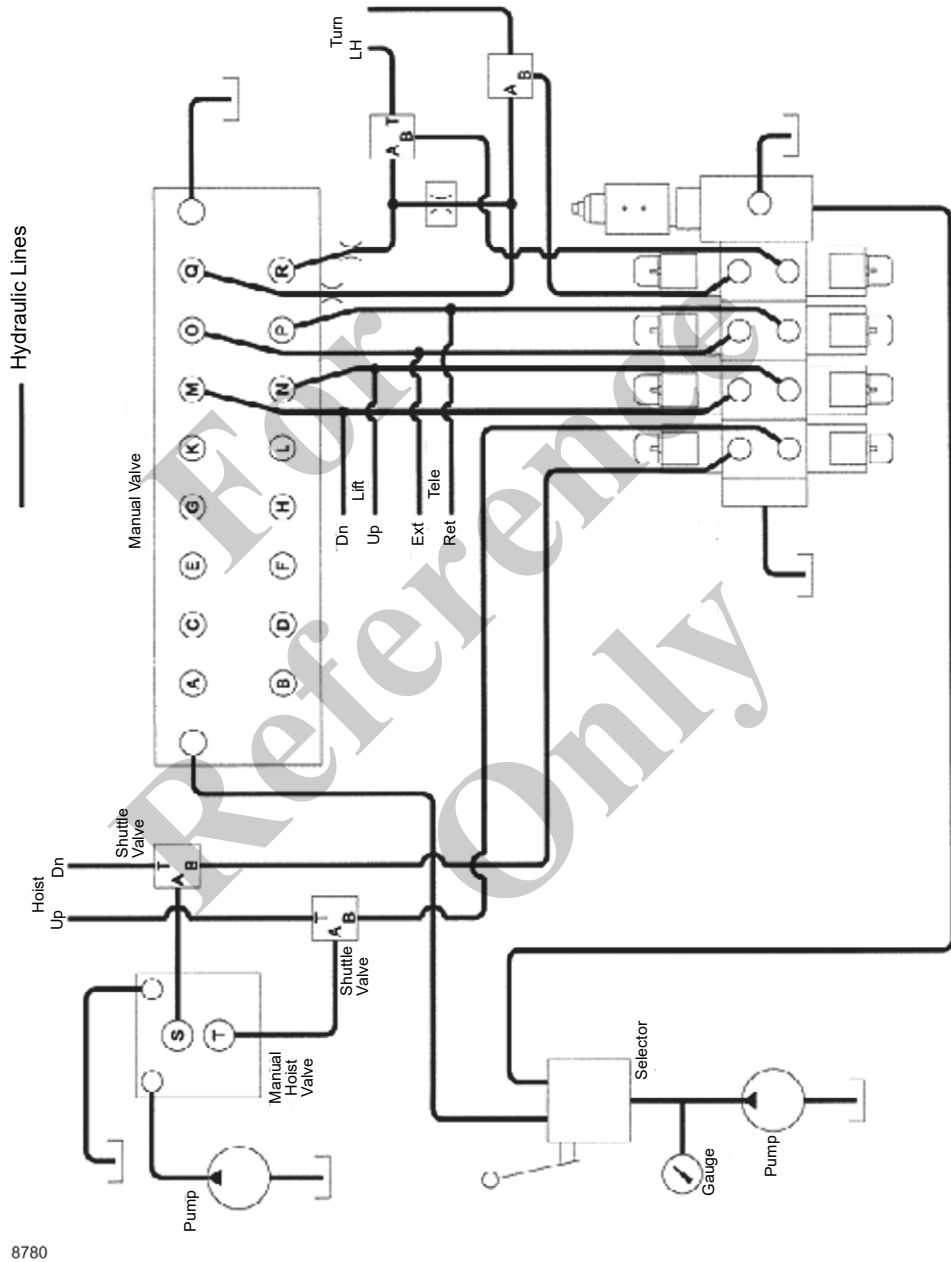 Hydraulic Lines
Turn
LH
A
B
A
T
B
Manual Valve
A
C
E
G
K
M
O
Q
B
D
F
H
L
N
P
R
Dn
Lift
Up
Ext
Tele
Ret
Hoist
Up
Dn
Shuttle
Valve
T
A
B
T
A
B
Shuttle
Valve
S
T
Manual
Hoist
Valve
Pump
Selector
Gauge
Pump
For
Reference
Only
8780